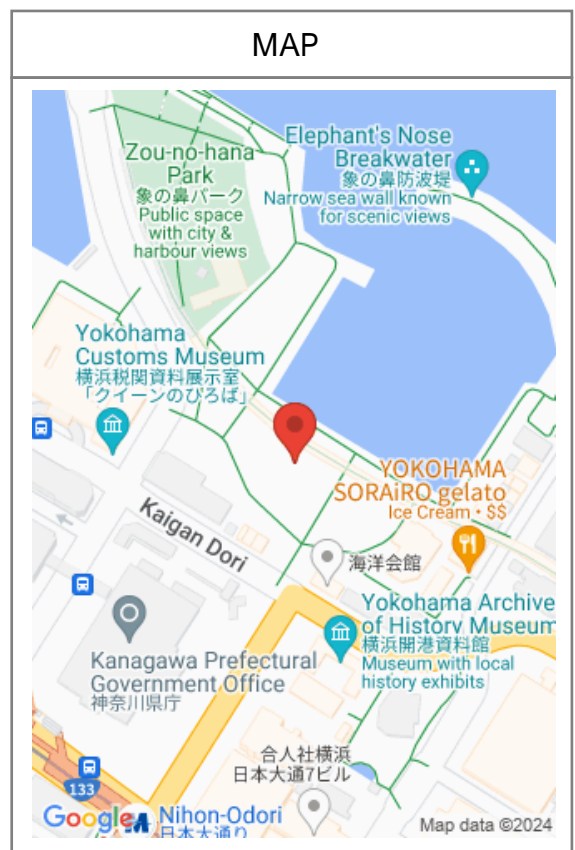 MAP
Elephant's Nose
Breakwater
象の鼻防波堤
Narrow sea wall known
for scenic views
Zou-no-hana
Park
象の鼻パーク
Public space
with city &
harbour views
Yokohama
Customs Museum
横浜税関資料展示室
「クイーンのひろば」
YOKOHAMA
SORAiRO gelato
Ice Cream • $$
Kaigan Dori
海洋会館
Yokohama Archive
of History Museum
横浜開港資料館
Museum with local
history exhibits
Kanagawa Prefectural
Government Office
神奈川県庁
合人社横浜
日本大通7ビル
133
Google
Nihon-Odori
日本大通り
Map data ©2024